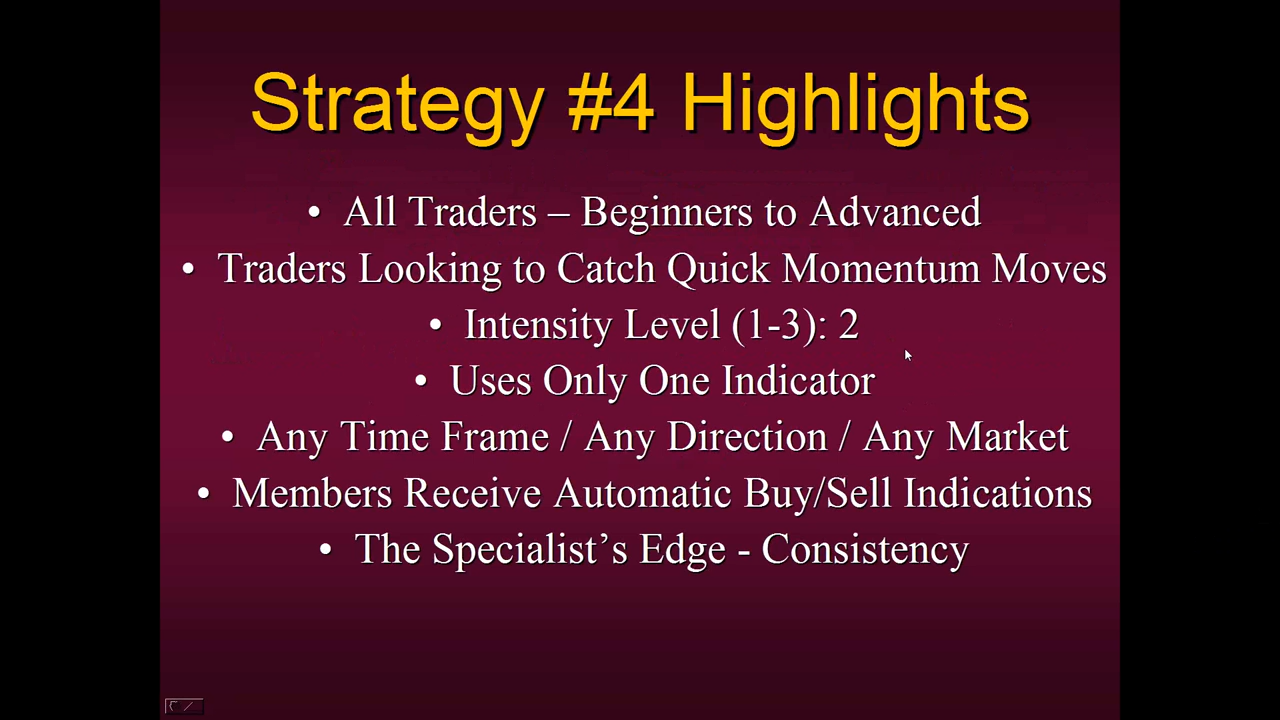 Strategy #4 Highlights
• All Traders – Beginners to Advanced
• Traders Looking to Catch Quick Momentum Moves
• Intensity Level (1-3): 2
• Uses Only One Indicator
• Any Time Frame / Any Direction / Any Market
• Members Receive Automatic Buy/Sell Indications
• The Specialist’s Edge - Consistency